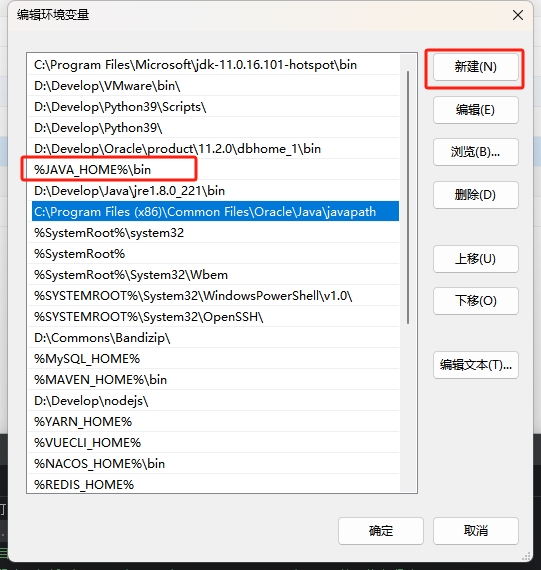 编辑环境变量
C:\Program Files\Microsoft\jdk-11.0.16.101-hotspot\bin
新建(N)
D:\Develop\VMware\bin\
D:\Develop\Python39\Scripts\
编辑(E)
D:\Develop\Python39\
D:\Develop\Oracle\product\11.2.0\dbhome_1\bin
浏览(B)...
%JAVA_HOME%\bin
D:\Develop\Java\jre1.8.0_221\bin
删除(D)
C:\Program Files (x86)\Common Files\Oracle\Java\javapath
%SystemRoot%\system32
%SystemRoot%
上移(U)
%SystemRoot%\System32\Wbem
%SYSTEMROOT%\System32\WindowsPowerShell\v1.0\
下移(O)
%SYSTEMROOT%\System32\OpenSSH\
D:\Commons\Bandizip\
%MySQL_HOME%
编辑文本(T)...
%MAVEN_HOME%\bin
D:\Develop\nodejs\
%YARN_HOME%
%VUECLI_HOME%
%NACOS_HOME%\bin
%REDIS_HOME%
确定
取消